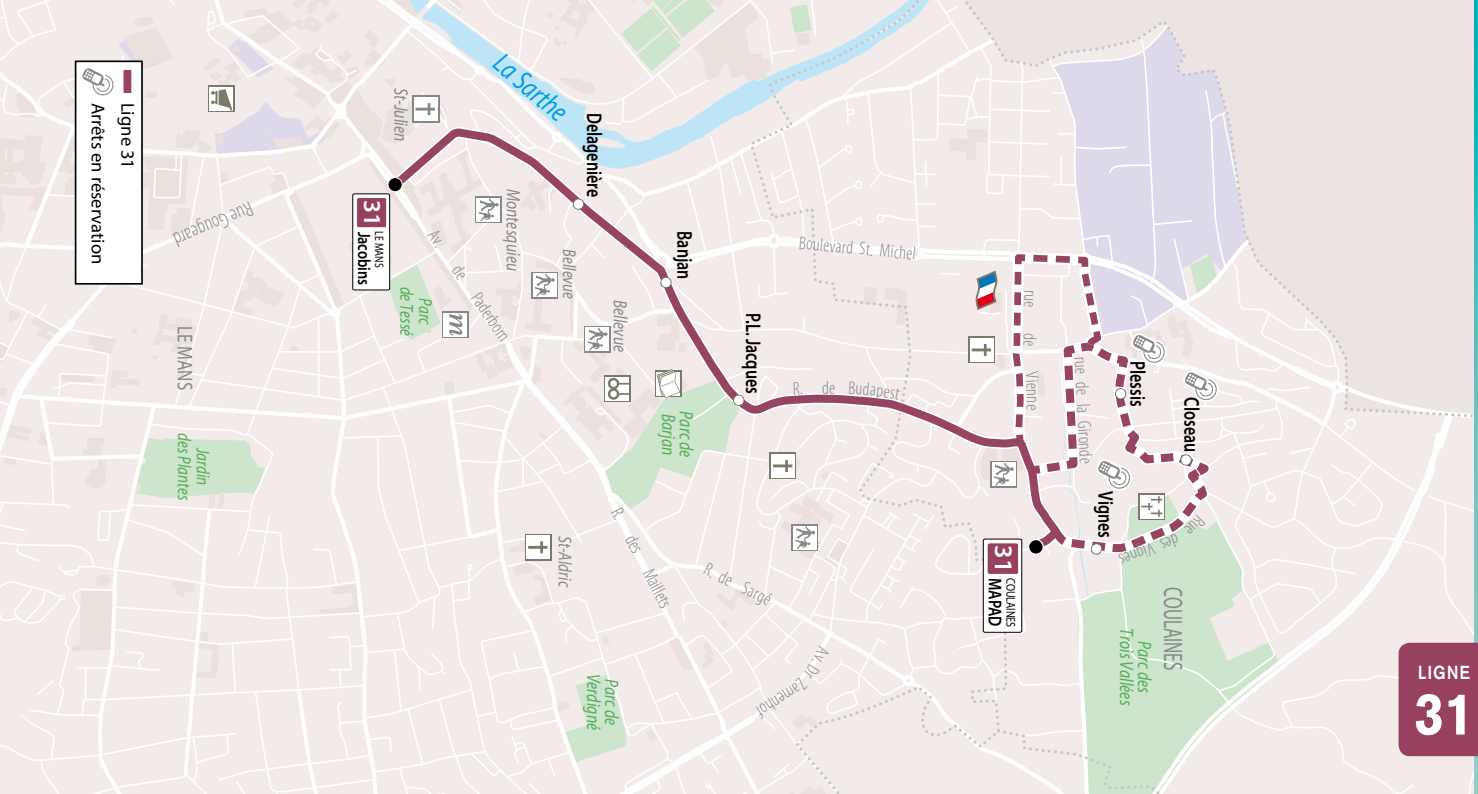 LIGNE
31
Ligne 31
Arrêts en réservation
La Sarthe
St-Julien
Delagenière
31
LE MANS
Jacobins
Rue Gougeard
Av. de Paderborn
Montesquieu
Bellevue
Bellevue
Banjan
Parc
de Tessé
m
LE MANS
Jardin
des Plantes
P.L. Jacques
Parc de
Barjan
R. de Budapest
Boulevard St. Michel
rue de Vienne
rue de la Gironde
Plessis
Closeau
Vignes
Rue des Vignes
31
COULAINES
MAPAD
COULAINES
Parc des
Trois Vallées
R. des Maillets
R. de Sargé
St-Aldric
Av. Dr. Zamenhof
Parc de
Verdigné